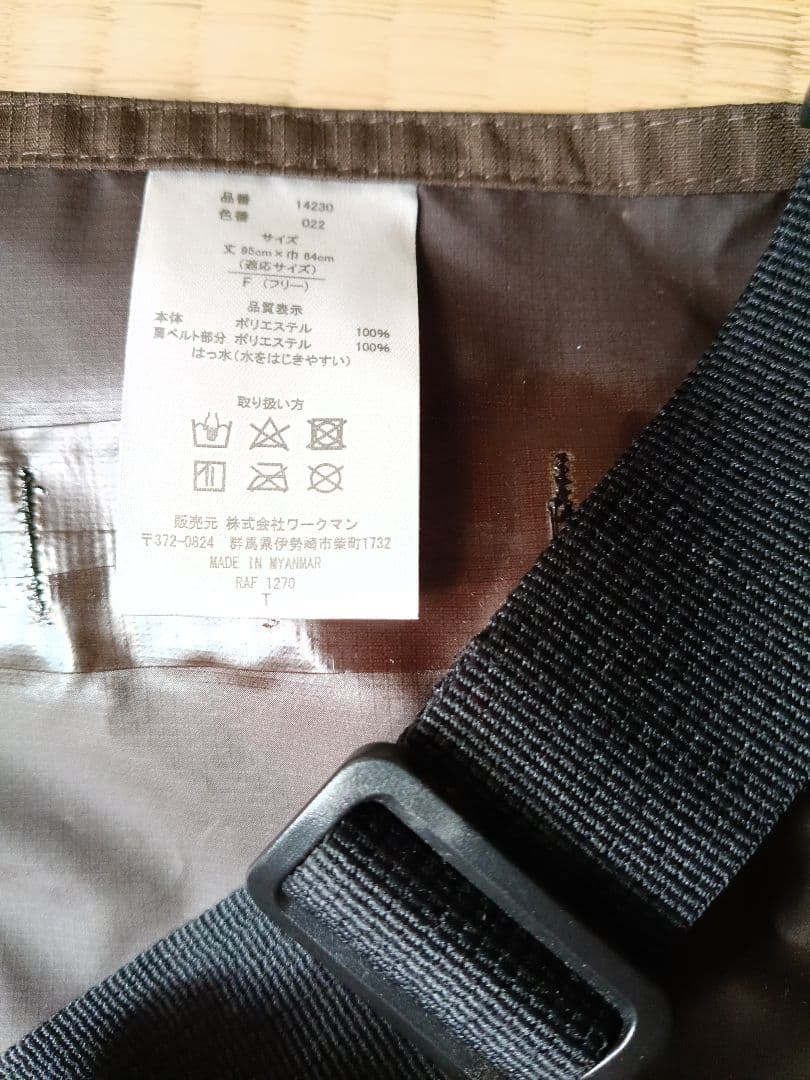 品番 14230
色番 022
サイズ
丈 95cm×巾 84cm
(適応サイズ)
F (フリー)
品質表示
本体 ポリエステル 100%
肩ベルト部分 ポリエステル 100%
はっ水(水をはじきやすい)
取り扱い方
販売元 株式会社ワークマン
〒372-0824 群馬県伊勢崎市柴町1732
MADE IN MYANMAR
RAF 1270
T